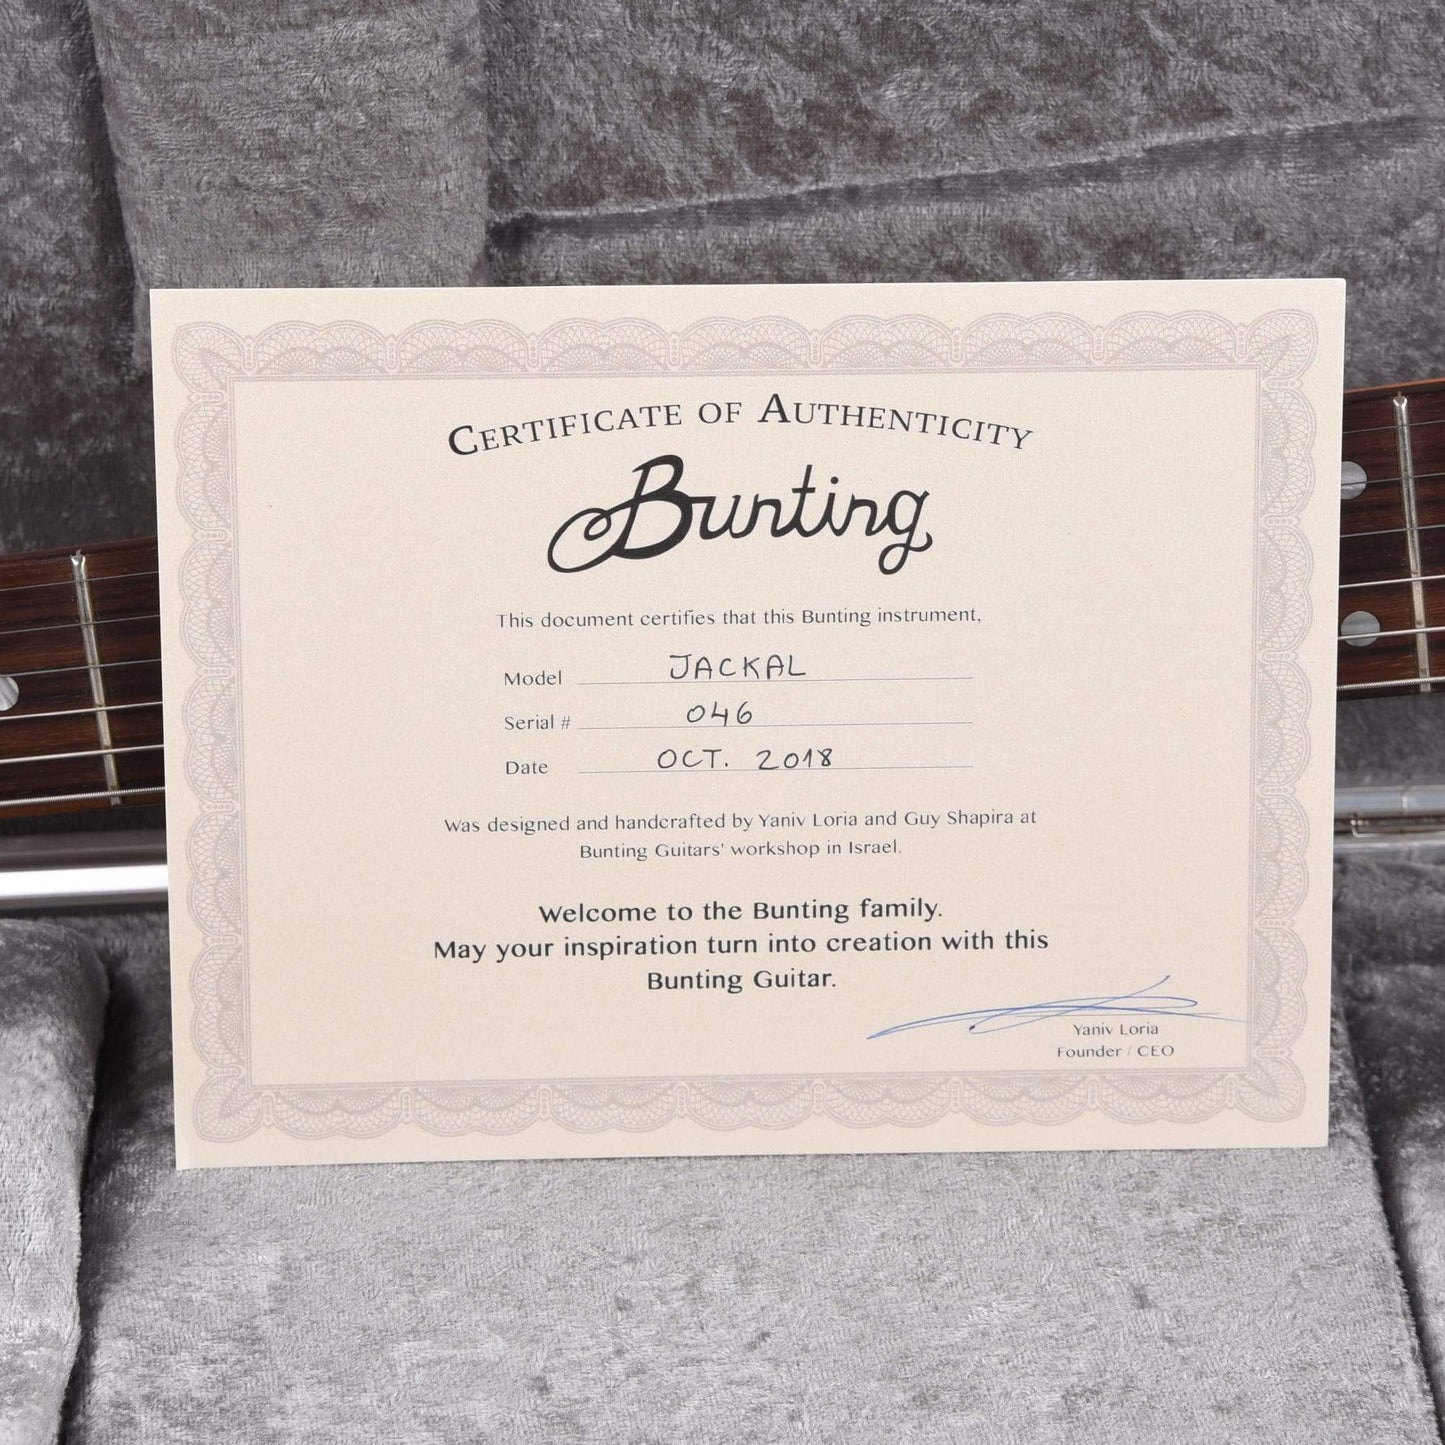 CERTIFICATE OF AUTHENTICITY
Bunting
This document certifies that this Bunting instrument,
Model JACKAL
Serial # 046
Date OCT. 2018
Was designed and handcrafted by Yaniv Loria and Guy Shapira at
Bunting Guitars' workshop in Israel.
Welcome to the Bunting family.
May your inspiration turn into creation with this
Bunting Guitar.
Yaniv Loria
Founder / CEO